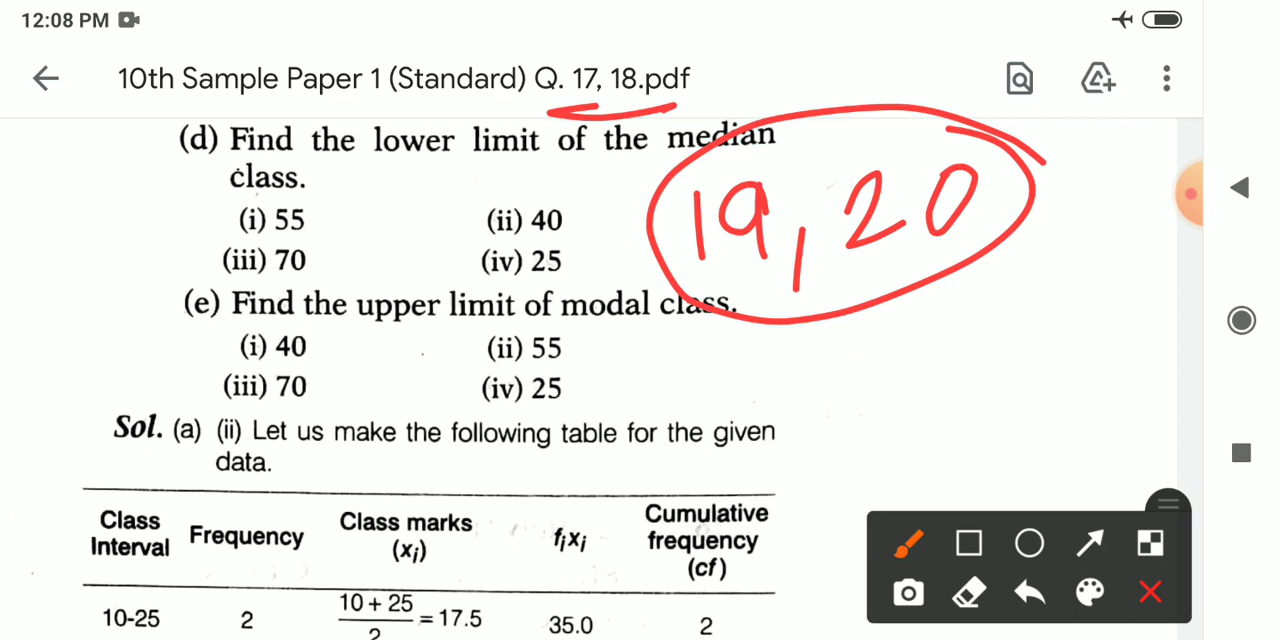 12:08 PM
10th Sample Paper 1 (Standard) Q. 17, 18.pdf
(d) Find the lower limit of the median
class.
(i) 55 (ii) 40
(iii) 70 (iv) 25
19, 20
(e) Find the upper limit of modal class.
(i) 40 (ii) 55
(iii) 70 (iv) 25
Sol. (a) (ii) Let us make the following table for the given
data.
Class Interval Frequency Class marks (xi) fixi Cumulative frequency (cf)
10-25 2 10 + 25 / 2 = 17.5 35.0 2